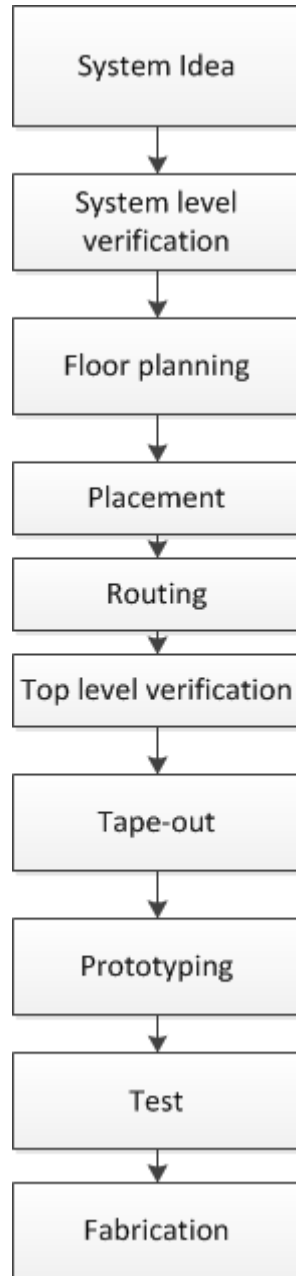 System Idea
System level
verification
Floor planning
Placement
Routing
Top level verification
Tape-out
Prototyping
Test
Fabrication